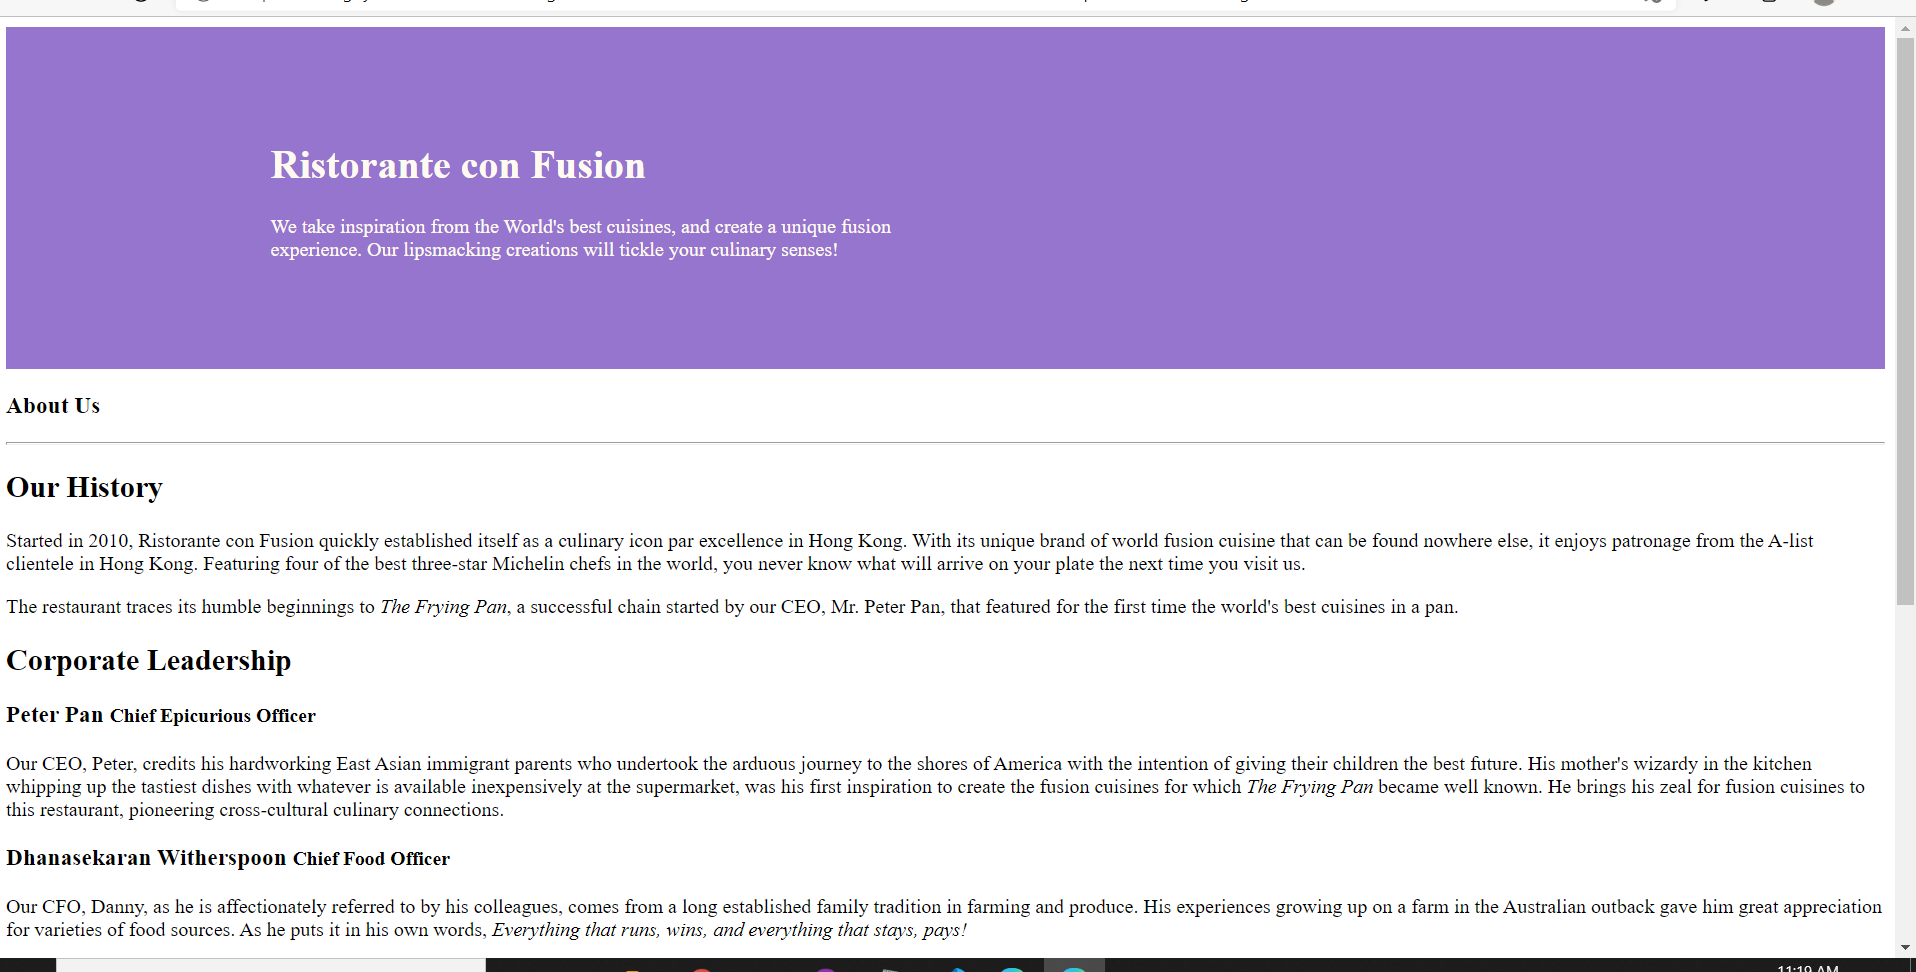 Ristorante con Fusion
We take inspiration from the World's best cuisines, and create a unique fusion
experience. Our lipsmacking creations will tickle your culinary senses!
About Us
Our History
Started in 2010, Ristorante con Fusion quickly established itself as a culinary icon par excellence in Hong Kong. With its unique brand of world fusion cuisine that can be found nowhere else, it enjoys patronage from the A-list
clientele in Hong Kong. Featuring four of the best three-star Michelin chefs in the world, you never know what will arrive on your plate the next time you visit us.
The restaurant traces its humble beginnings to The Frying Pan, a successful chain started by our CEO, Mr. Peter Pan, that featured for the first time the world's best cuisines in a pan.
Corporate Leadership
Peter Pan Chief Epicurious Officer
Our CEO, Peter, credits his hardworking East Asian immigrant parents who undertook the arduous journey to the shores of America with the intention of giving their children the best future. His mother's wizardy in the kitchen
whipping up the tastiest dishes with whatever is available inexpensively at the supermarket, was his first inspiration to create the fusion cuisines for which The Frying Pan became well known. He brings his zeal for fusion cuisines to
this restaurant, pioneering cross-cultural culinary connections.
Dhanasekaran Witherspoon Chief Food Officer
Our CFO, Danny, as he is affectionately referred to by his colleagues, comes from a long established family tradition in farming and produce. His experiences growing up on a farm in the Australian outback gave him great appreciation
for varieties of food sources. As he puts it in his own words, Everything that runs, wins, and everything that stays, pays!
11:19 AM